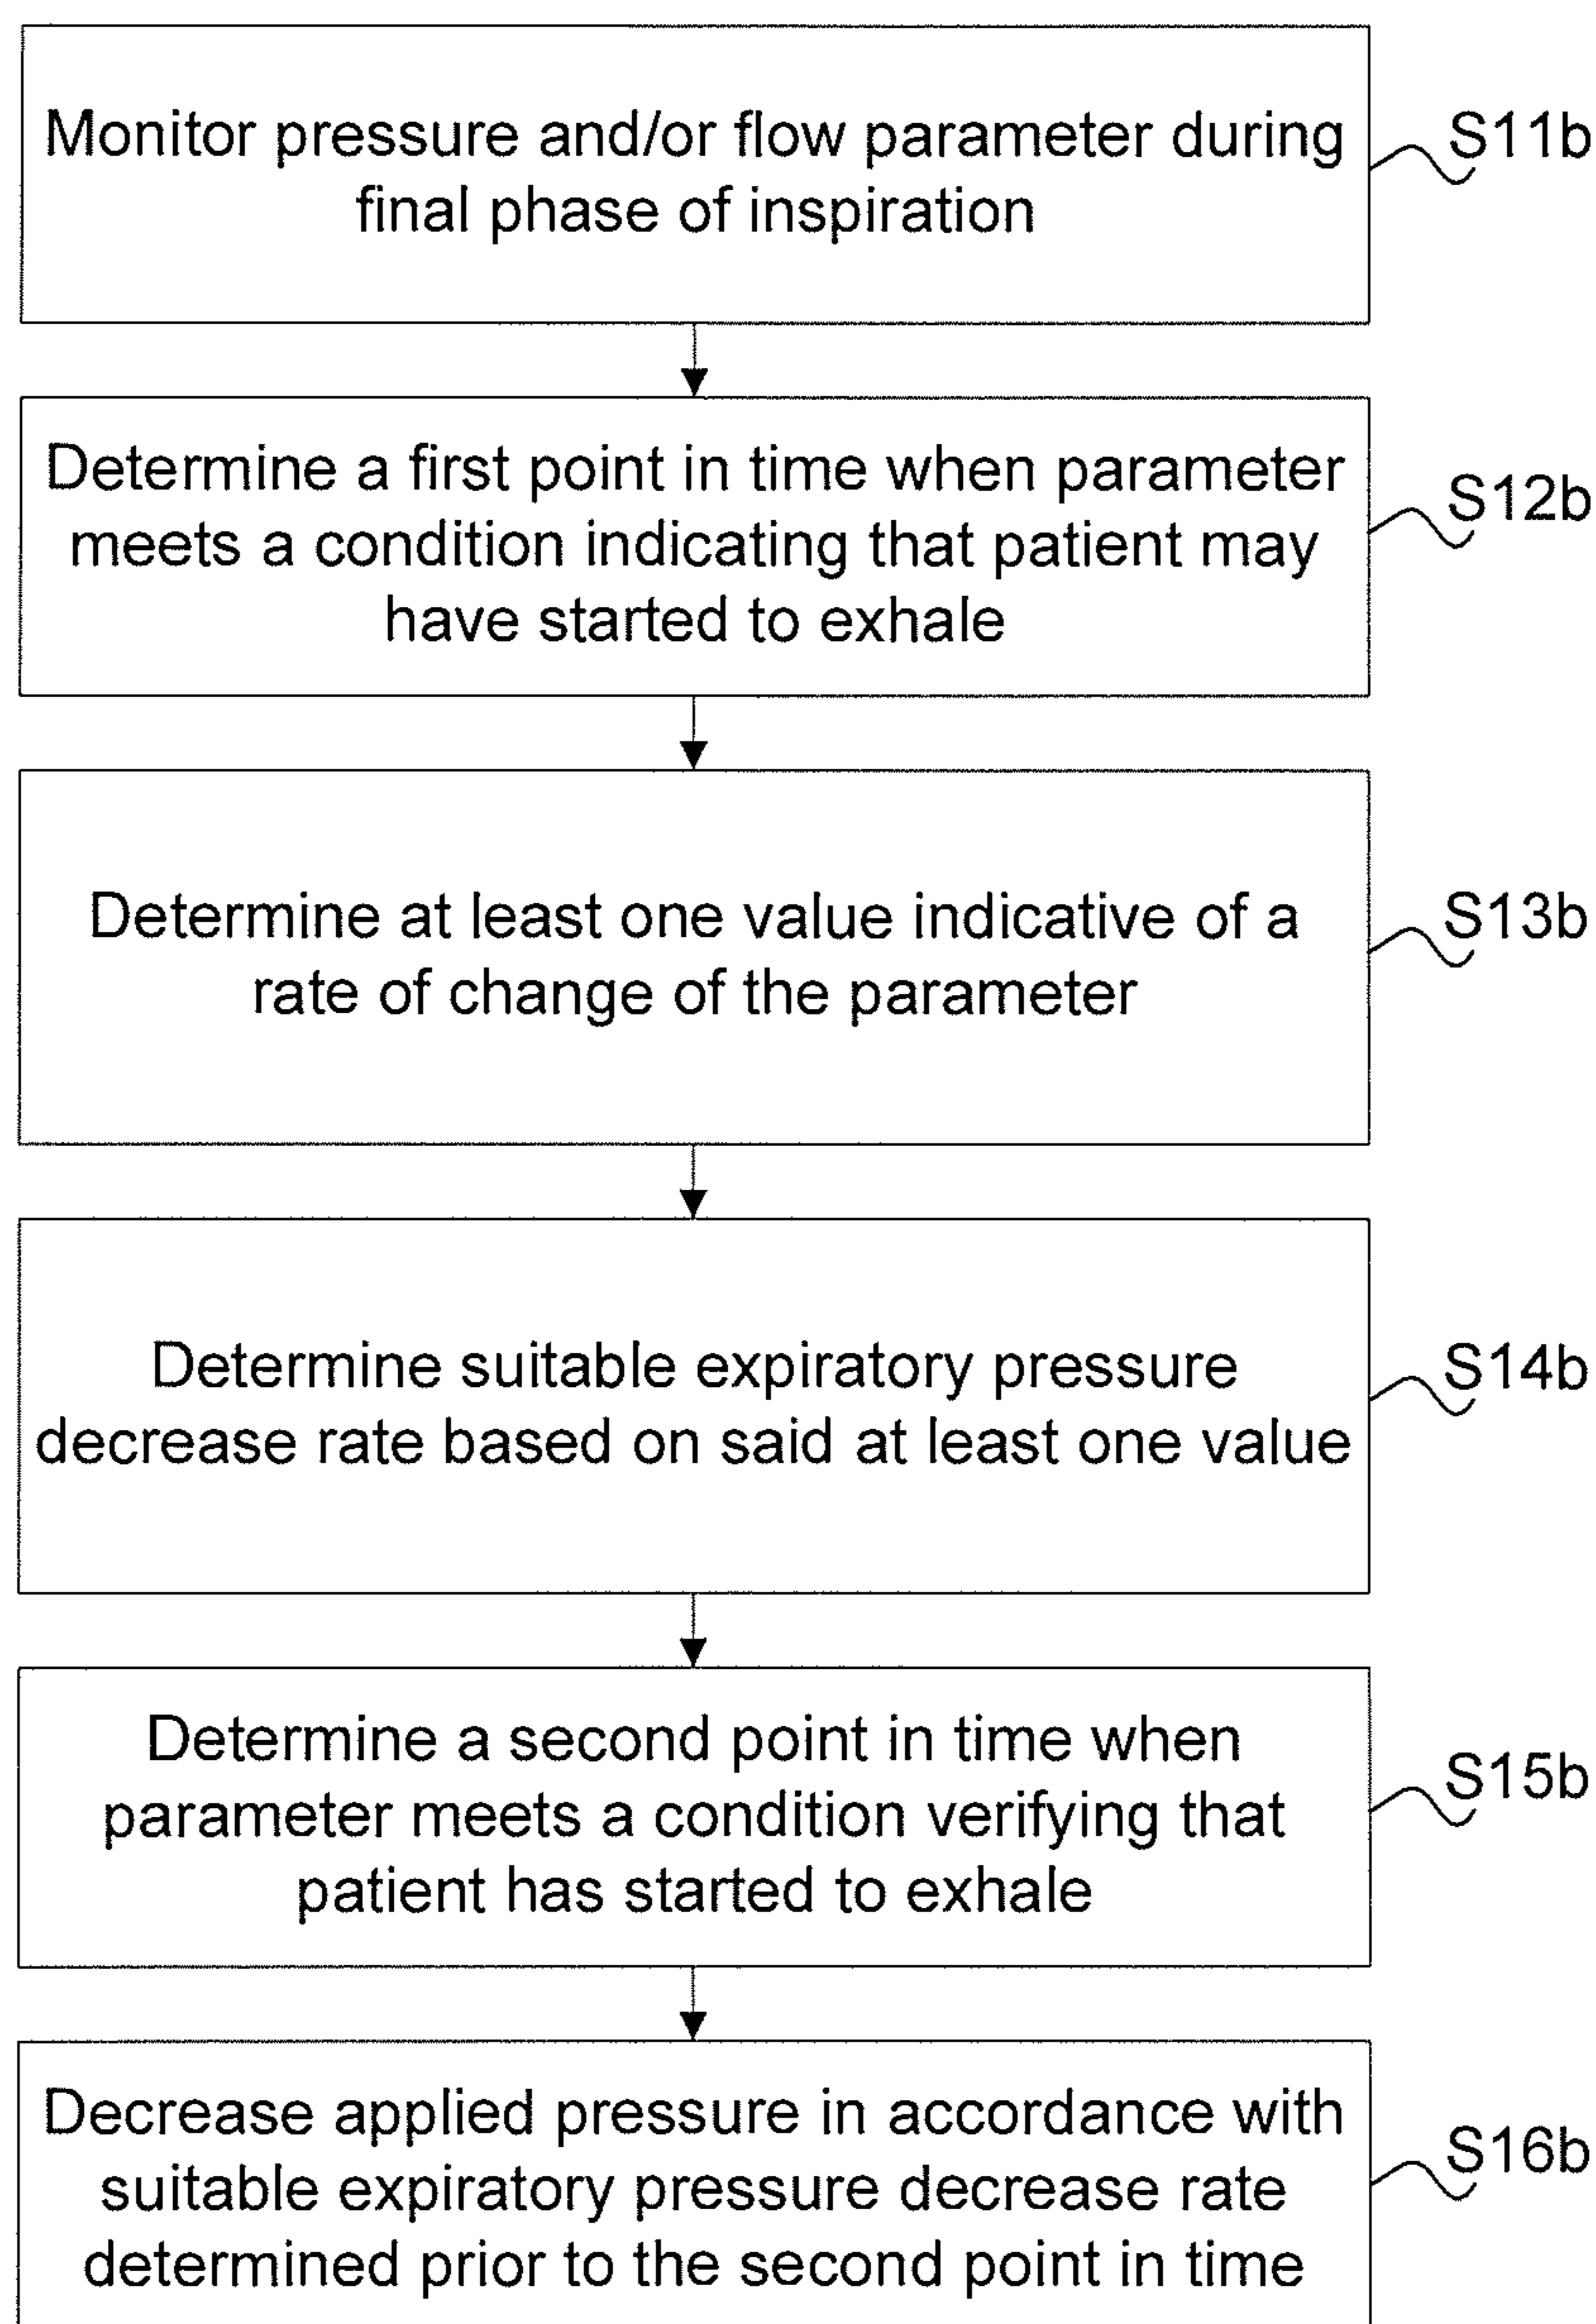 Monitor pressure and/or flow parameter during
final phase of inspiration
S11b
Determine a first point in time when parameter
meets a condition indicating that patient may
have started to exhale
S12b
Determine at least one value indicative of a
rate of change of the parameter
S13b
Determine suitable expiratory pressure
decrease rate based on said at least one value
S14b
Determine a second point in time when
parameter meets a condition verifying that
patient has started to exhale
S15b
Decrease applied pressure in accordance with
suitable expiratory pressure decrease rate
determined prior to the second point in time
S16b